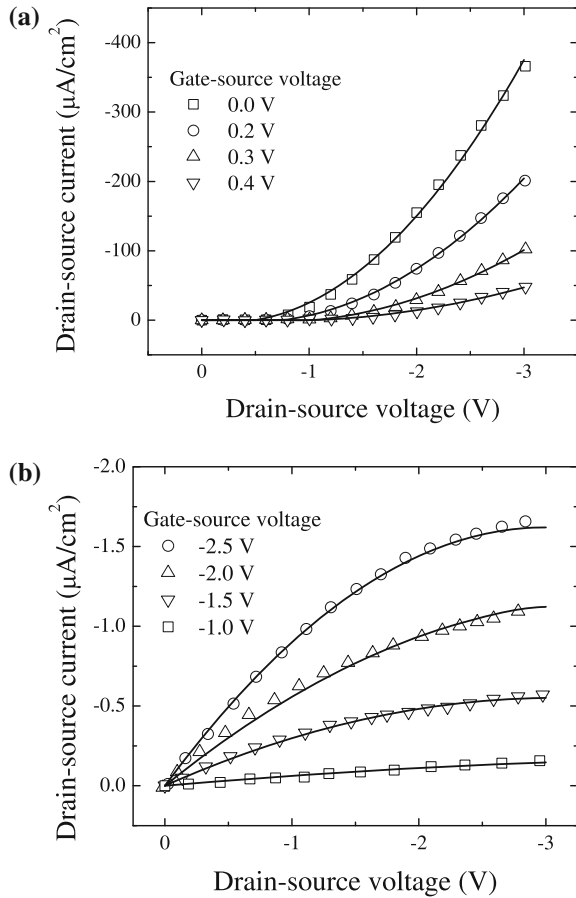 (a)
-400
-300
-200
-100
0
Drain-source current (μA/cm²)
Gate-source voltage
0.0 V
0.2 V
0.3 V
0.4 V
0 -1 -2 -3
Drain-source voltage (V)
(b)
-2.0
-1.5
-1.0
-0.5
0.0
Drain-source current (μA/cm²)
Gate-source voltage
-2.5 V
-2.0 V
-1.5 V
-1.0 V
0 -1 -2 -3
Drain-source voltage (V)